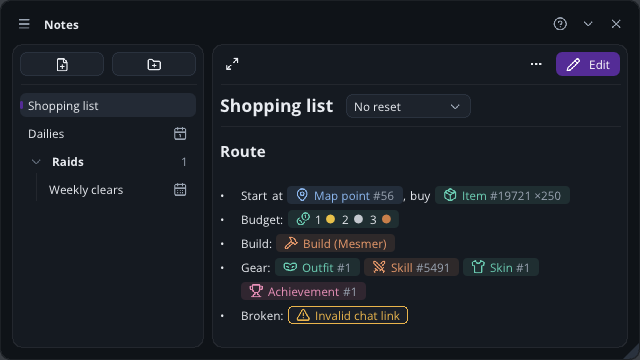 Notes
Edit
Shopping list
Dailies
Raids 1
Weekly clears
Shopping list No reset
Route
• Start at Map point #56 , buy Item #19721 ×250
• Budget: 1 2 3
• Build: Build (Mesmer)
• Gear: Outfit #1 Skill #5491 Skin #1
Achievement #1
• Broken: Invalid chat link